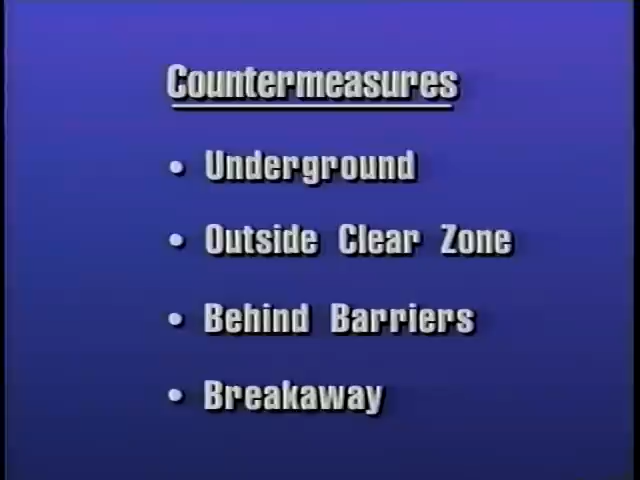 Countermeasures
• Underground
• Outside Clear Zone
• Behind Barriers
• Breakaway